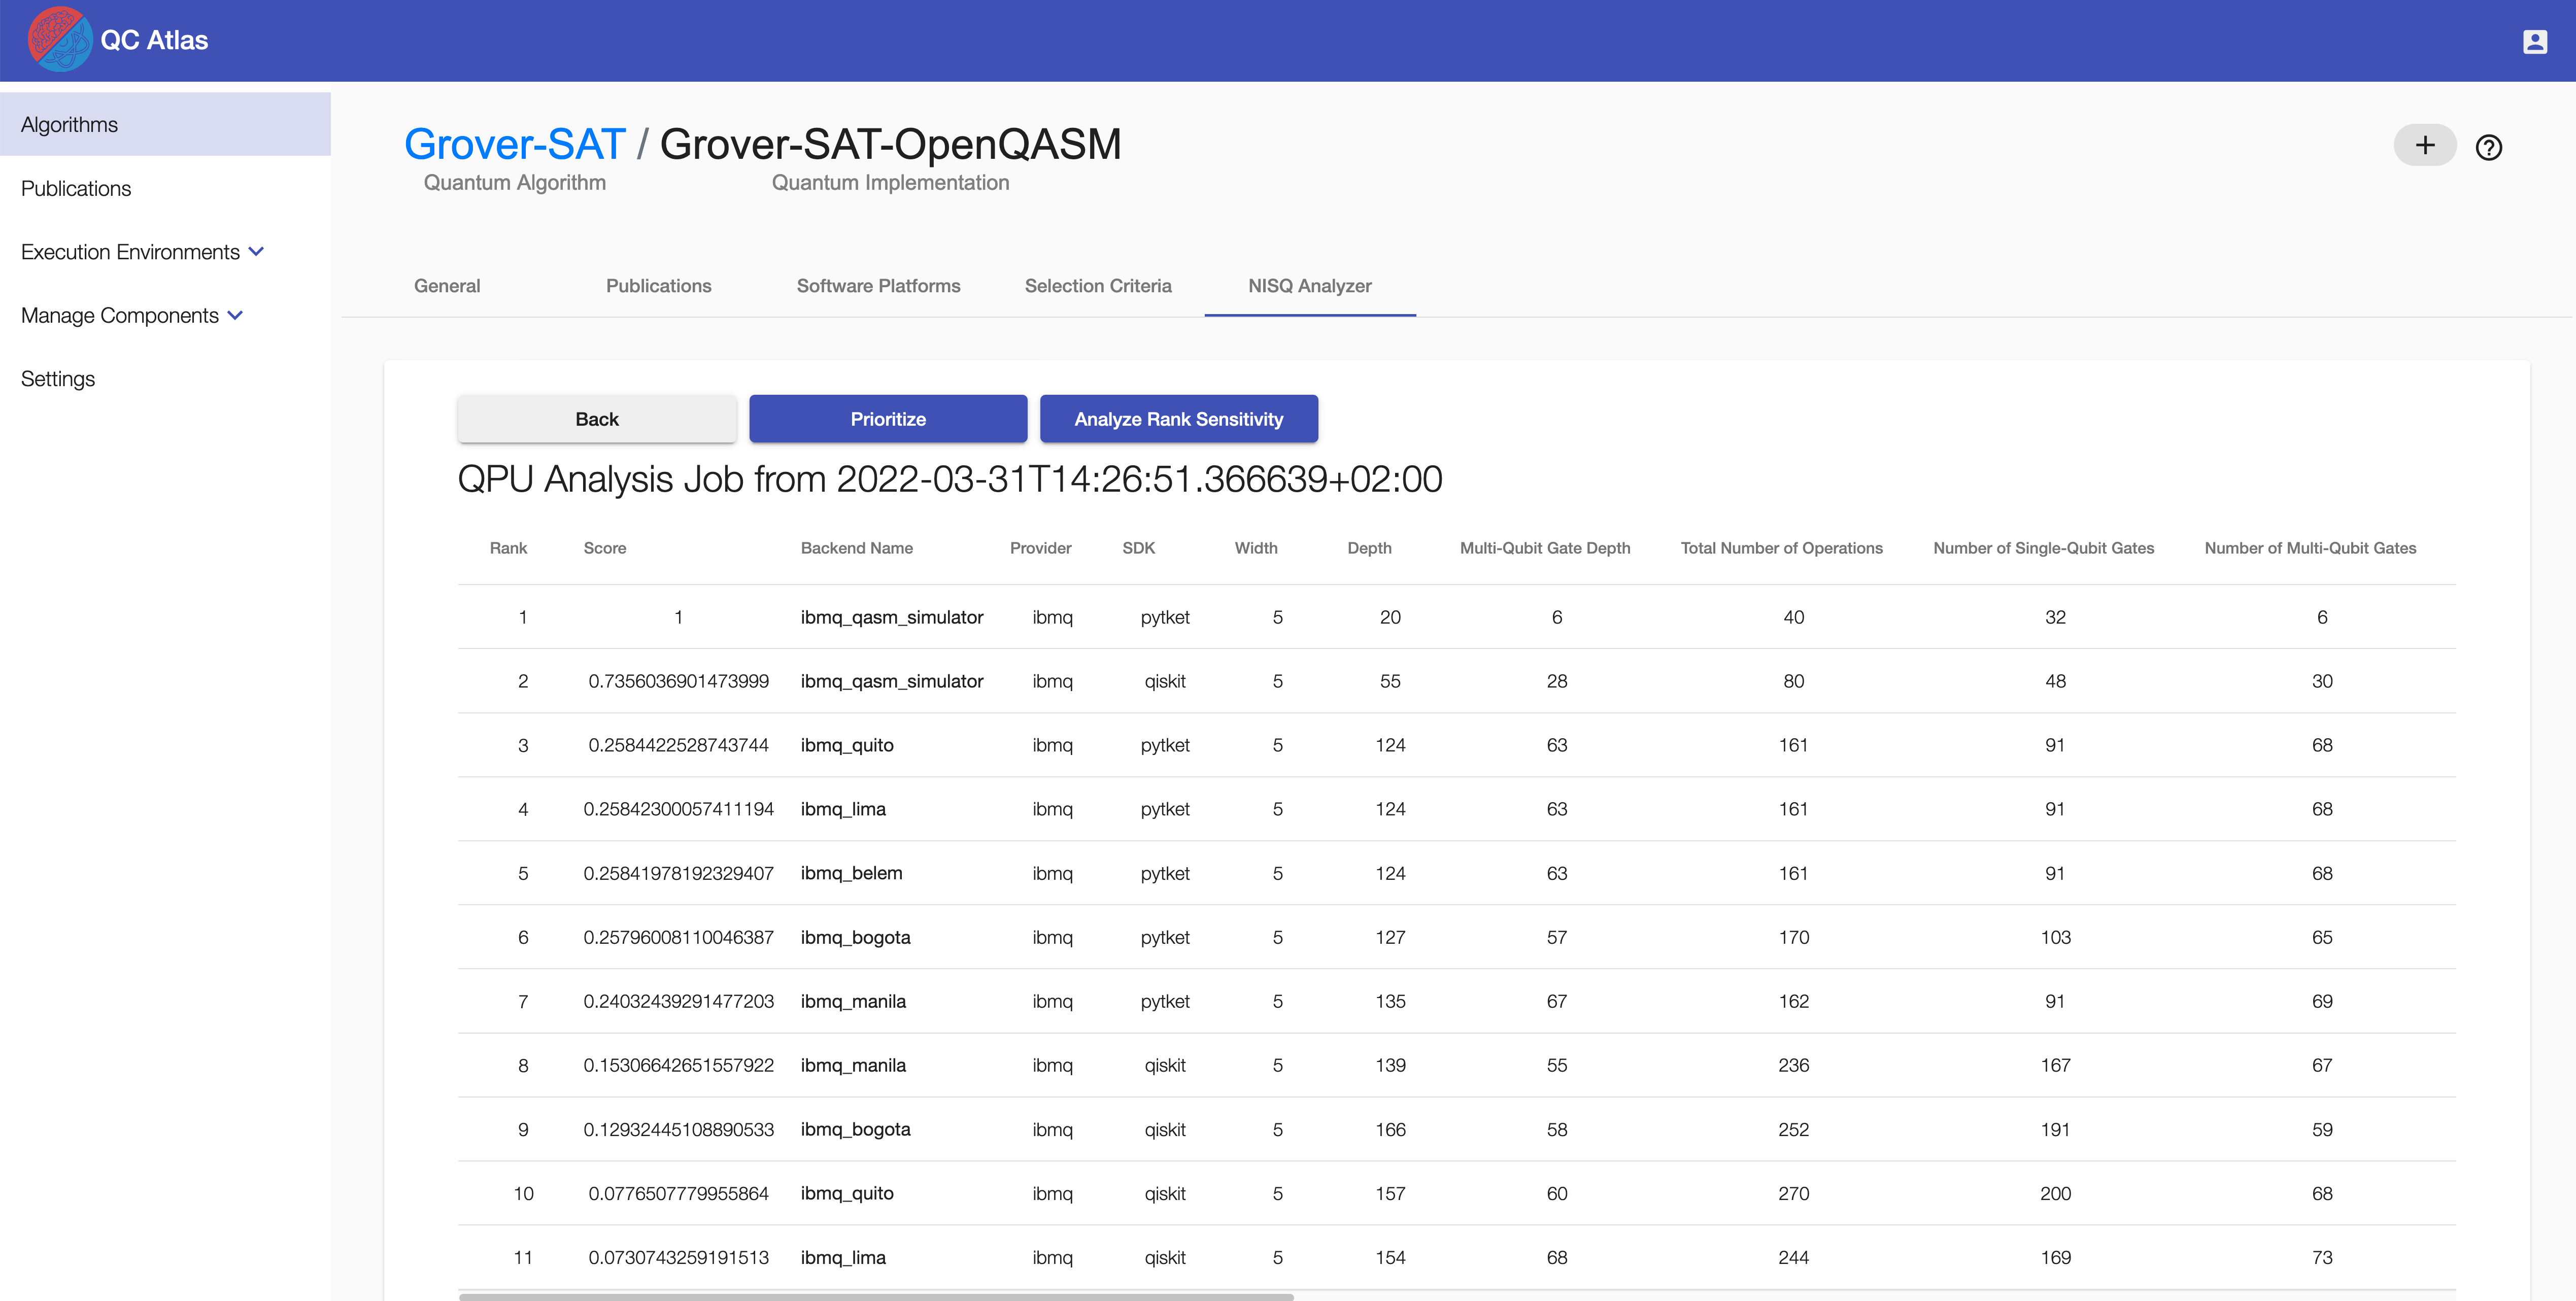 QC Atlas
Algorithms
Publications
Execution Environments
Manage Components
Settings
Grover-SAT / Grover-SAT-OpenQASM
Quantum Algorithm Quantum Implementation
General Publications Software Platforms Selection Criteria NISQ Analyzer
Back Prioritize Analyze Rank Sensitivity
QPU Analysis Job from 2022-03-31T14:26:51.366639+02:00
Rank Score Backend Name Provider SDK Width Depth Multi-Qubit Gate Depth Total Number of Operations Number of Single-Qubit Gates Number of Multi-Qubit Gates
1 1 ibmq_qasm_simulator ibmq pytket 5 20 6 40 32 6
2 0.7356036901473999 ibmq_qasm_simulator ibmq qiskit 5 55 28 80 48 30
3 0.2584422528743744 ibmq_quito ibmq pytket 5 124 63 161 91 68
4 0.25842300057411194 ibmq_lima ibmq pytket 5 124 63 161 91 68
5 0.25841978192329407 ibmq_belem ibmq pytket 5 124 63 161 91 68
6 0.25796008110046387 ibmq_bogota ibmq pytket 5 127 57 170 103 65
7 0.24032439291477203 ibmq_manila ibmq pytket 5 135 67 162 91 69
8 0.15306642651557922 ibmq_manila ibmq qiskit 5 139 55 236 167 67
9 0.12932445108890533 ibmq_bogota ibmq qiskit 5 166 58 252 191 59
10 0.0776507779955864 ibmq_quito ibmq qiskit 5 157 60 270 200 68
11 0.0730743259191513 ibmq_lima ibmq qiskit 5 154 68 244 169 73